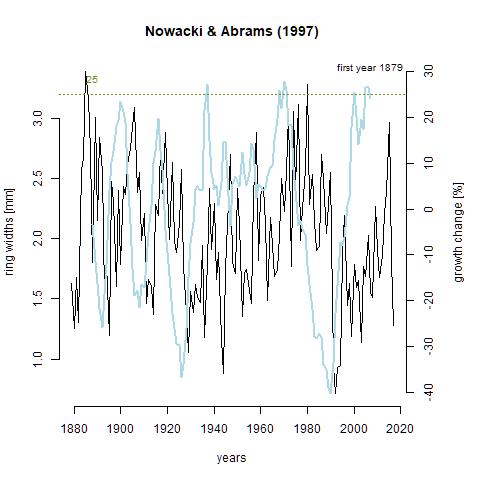 Nowacki & Abrams (1997)
first year 1879
25
ring widths [mm]
3.0
2.5
2.0
1.5
1.0
growth change [%]
30
20
10
0
-10
-20
-30
-40
1880 1900 1920 1940 1960 1980 2000 2020
years